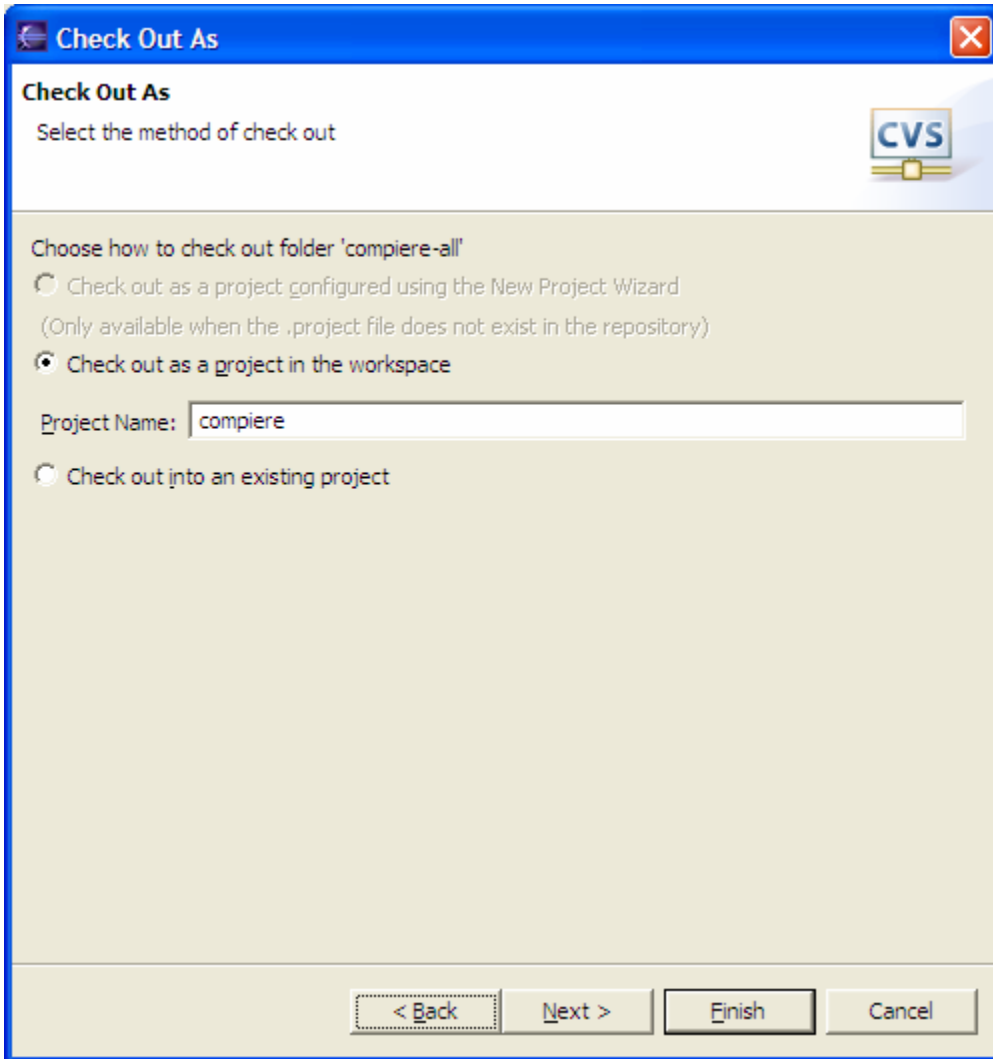 Check Out As
Check Out As
Select the method of check out
CVS
Choose how to check out folder 'compiere-all'
Check out as a project configured using the New Project Wizard
(Only available when the .project file does not exist in the repository)
Check out as a project in the workspace
Project Name: compiere
Check out into an existing project
< Back Next > Finish Cancel